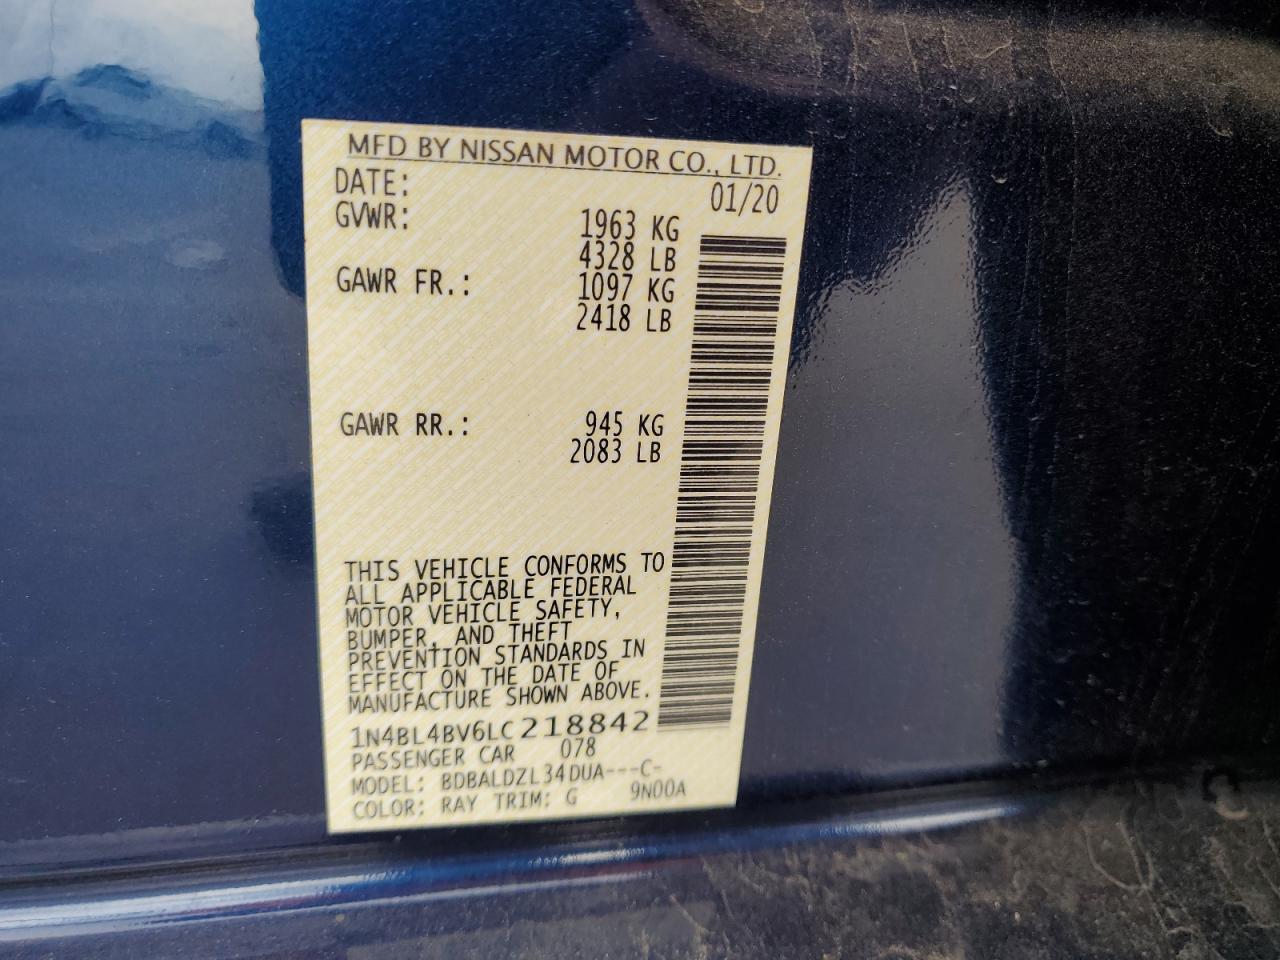 MFD BY NISSAN MOTOR CO., LTD.
DATE: 01/20
GVWR: 1963 KG
4328 LB
GAWR FR.: 1097 KG
2418 LB
GAWR RR.: 945 KG
2083 LB
THIS VEHICLE CONFORMS TO
ALL APPLICABLE FEDERAL
MOTOR VEHICLE SAFETY,
BUMPER, AND THEFT
PREVENTION STANDARDS IN
EFFECT ON THE DATE OF
MANUFACTURE SHOWN ABOVE.
1N4BL4BV6LC218842
PASSENGER CAR 078
MODEL: BDBALDZL34DUA---C-
COLOR: RAY TRIM: G 9N00A